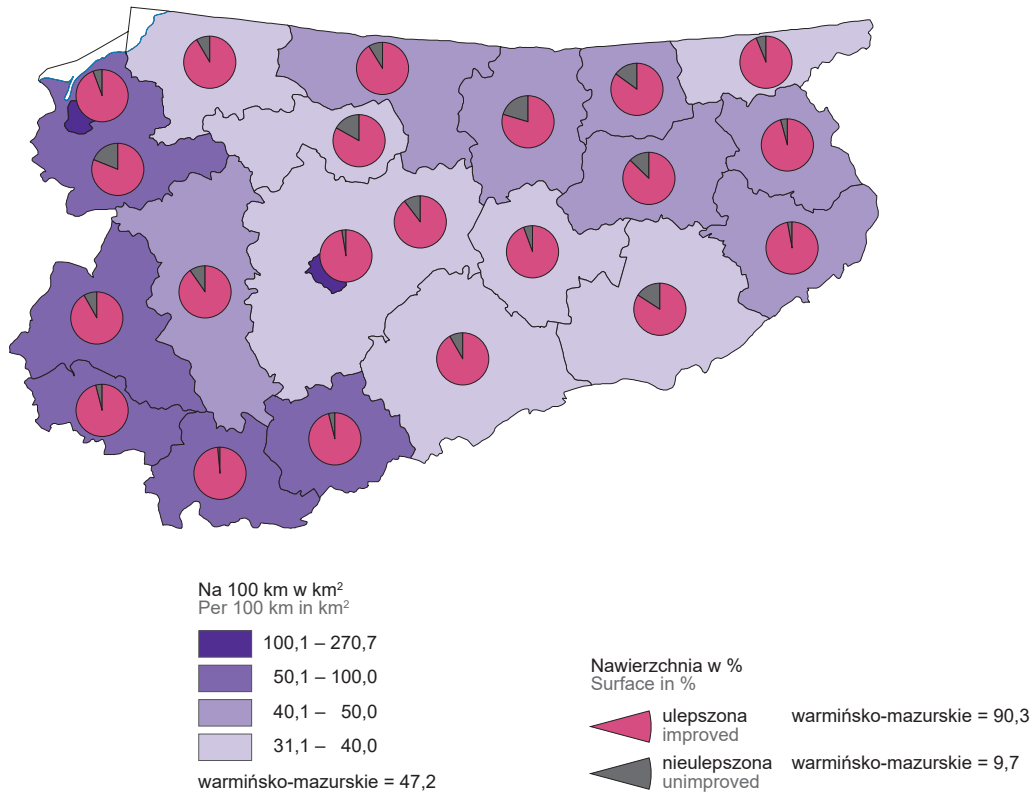 Na 100 km w km²
Per 100 km in km²
100,1 – 270,7
50,1 – 100,0
40,1 – 50,0
31,1 – 40,0
warmińsko-mazurskie = 47,2
Nawierzchnia w %
Surface in %
ulepszona warmińsko-mazurskie = 90,3
improved
nieulepszona warmińsko-mazurskie = 9,7
unimproved